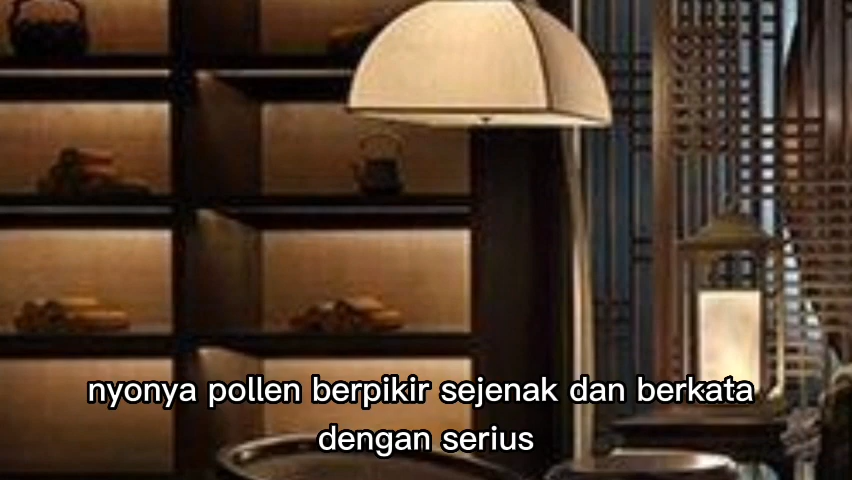 nyonya pollen berpikir sejenak dan berkata
dengan serius